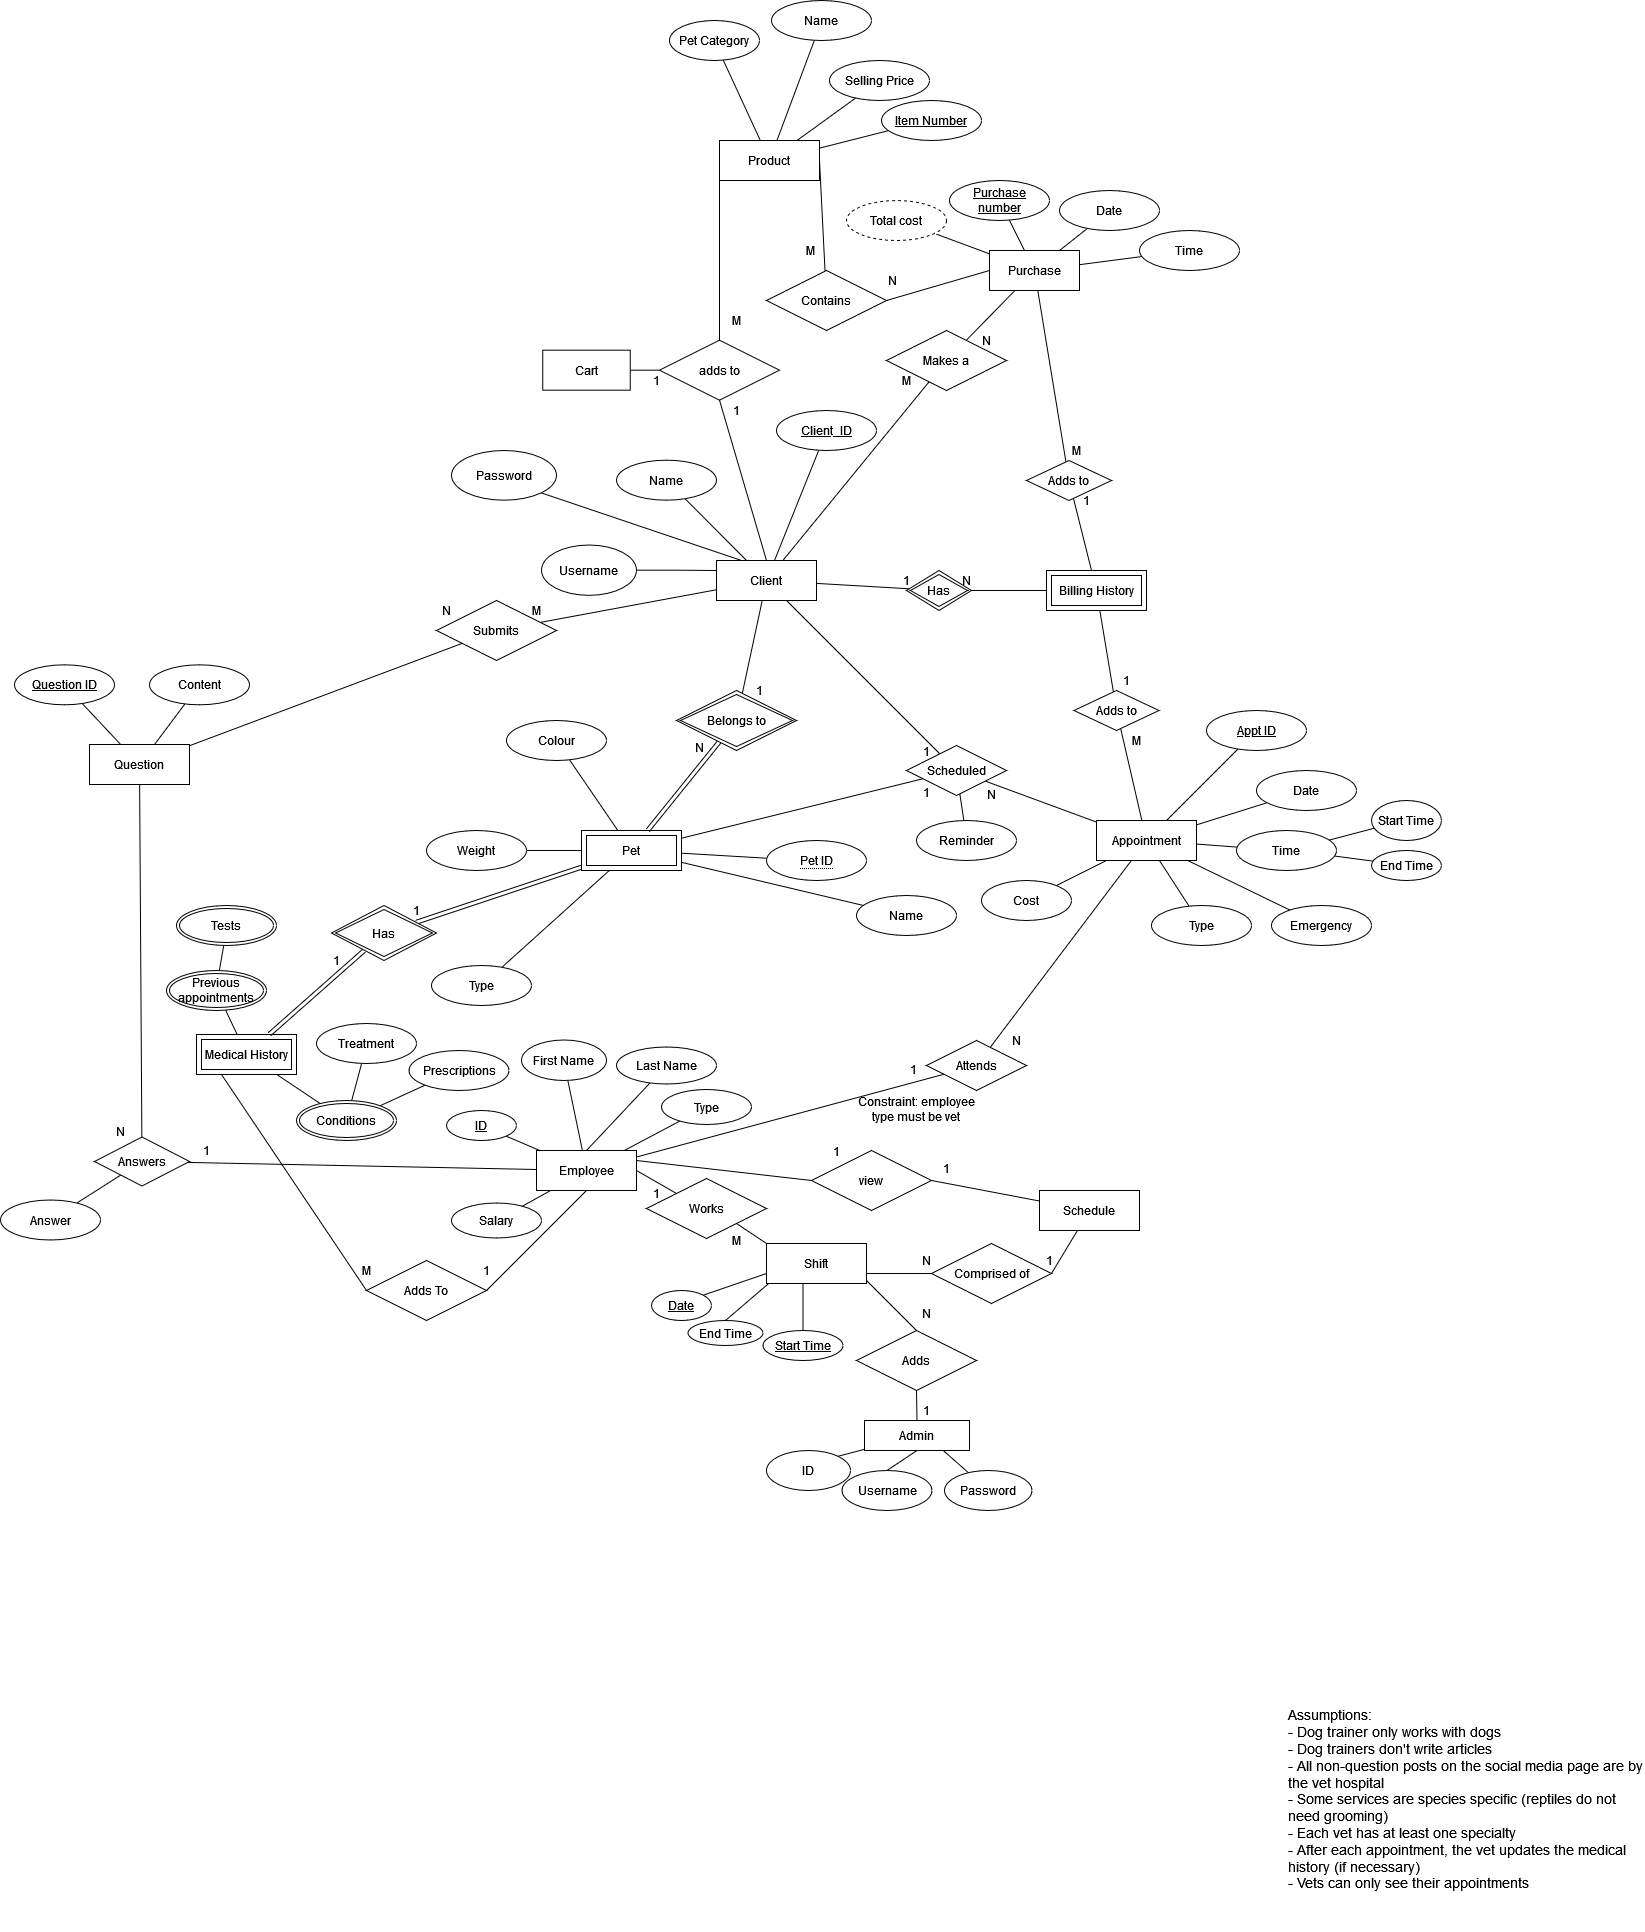 Name
Pet Category
Selling Price
Item Number
Product
Purchase
number
Date
Total cost
Time
M
Purchase
N
Contains
M
N
Makes a
Cart
adds to
1
M
1
Client_ID
M
Password
Name
Adds to
1
Username
Client
1
Has
N
Billing History
N
M
Submits
Question ID
Content
1
1
Belongs to
Adds to
Appt ID
Colour
N
M
1
Question
Scheduled
1
N
Date
Start Time
Reminder
Appointment
Time
Weight
Pet
Pet ID
End Time
Cost
1
Name
Tests
Has
Type
Emergency
1
Previous
appointments
Type
Treatment
N
Medical History
First Name
Last Name
Attends
Prescriptions
1
Constraint: employee
type must be vet
Type
Conditions
ID
N
1
1
Answers
Employee
1
view
1
1
Works
Schedule
Answer
Salary
M
Shift
N
1
M
1
Comprised of
Adds To
Date
N
End Time
Start Time
Adds
1
Admin
ID
Username
Password
Assumptions:
- Dog trainer only works with dogs
- Dog trainers don't write articles
- All non-question posts on the social media page are by
the vet hospital
- Some services are species specific (reptiles do not
need grooming)
- Each vet has at least one specialty
- After each appointment, the vet updates the medical
history (if necessary)
- Vets can only see their appointments